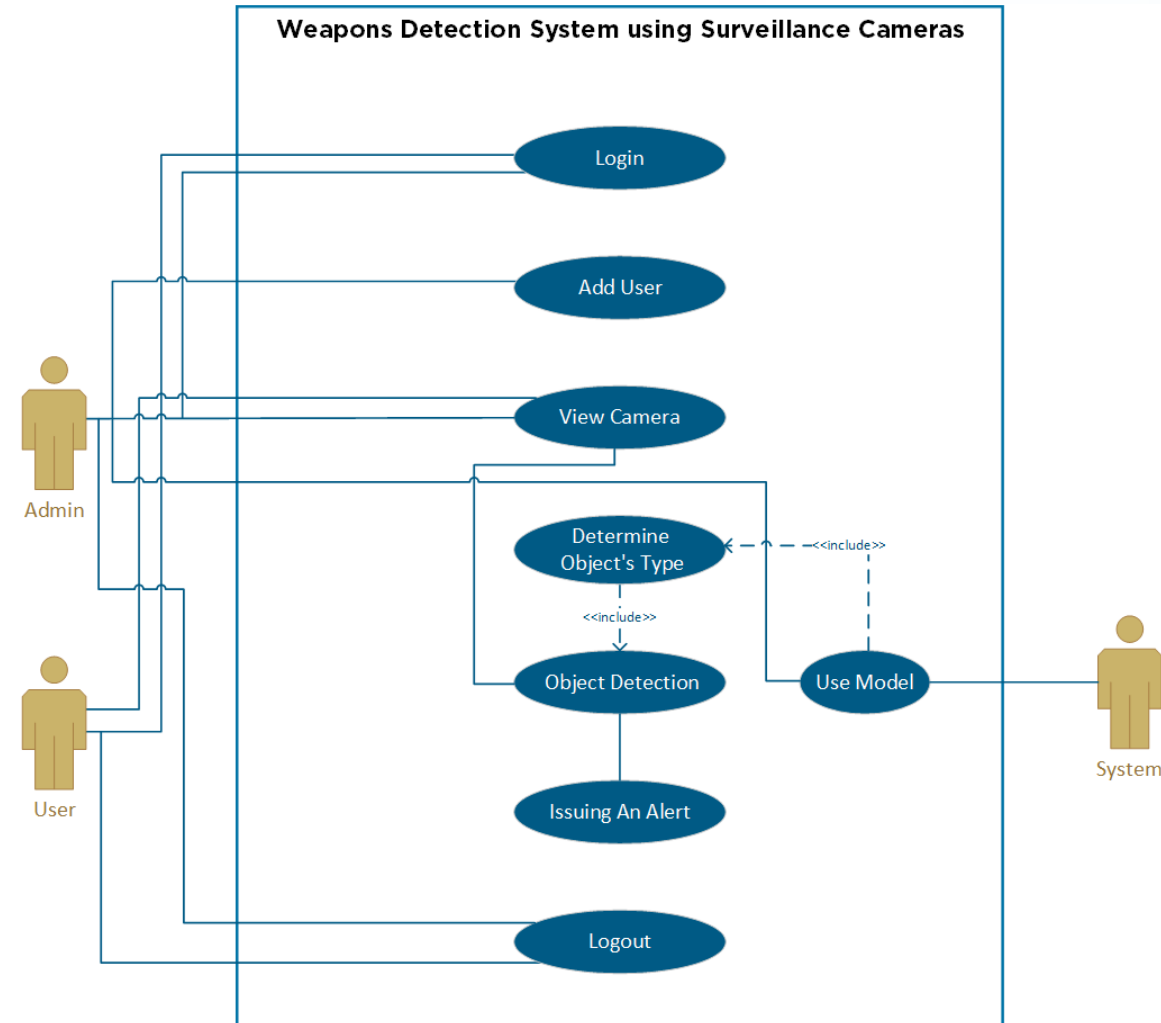 Weapons Detection System using Surveillance Cameras
Login
Add User
View Camera
Admin
Determine
Object's Type
<<include>>
<<include>>
Object Detection
Use Model
System
User
Issuing An Alert
Logout